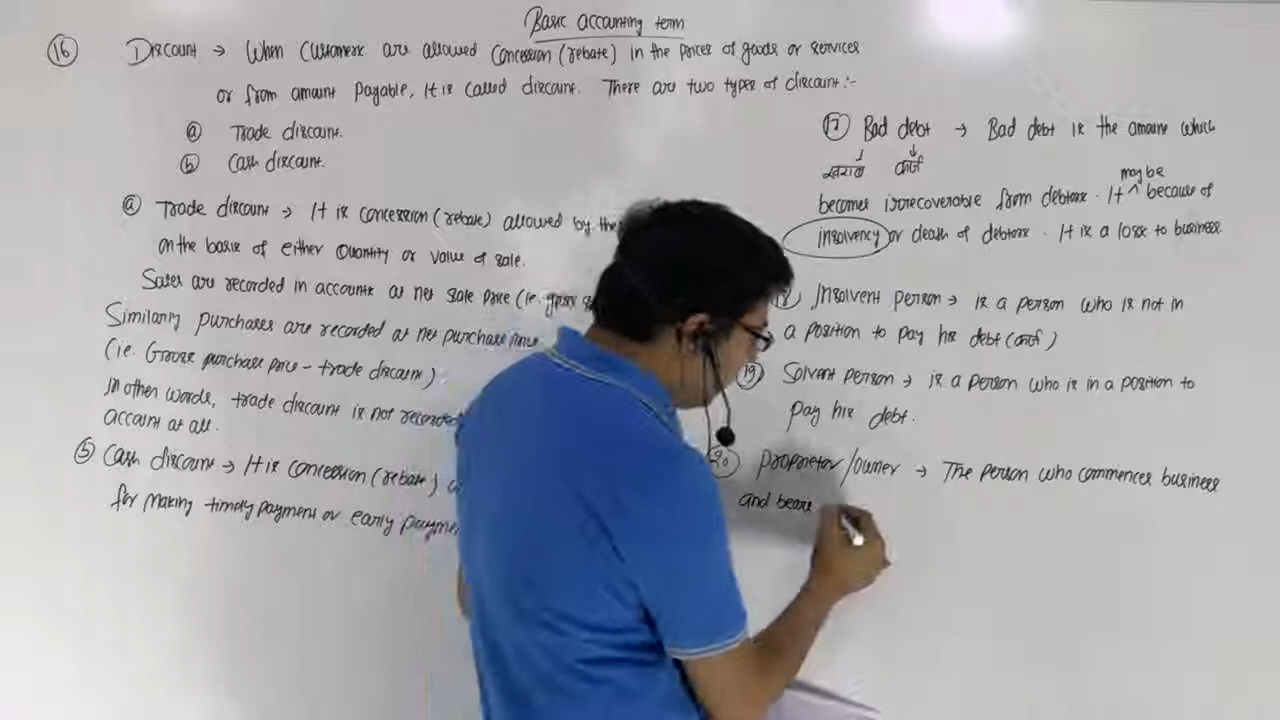 Basic accounting term
(16) Discount → When customers are allowed concession (rebate) in the prices of goods or services
or from amount payable, It is called discount. There are two types of discount:-
(a) Trade discount.
(b) Cash discount.
(a) Trade discount → It is concession (rebate) allowed by the
on the basis of either Quantity or value of sale.
Sales are recorded in accounts at net sale price (i.e. gross
Similarly purchases are recorded at net purchase price
(i.e. Gross purchase price - trade discount)
In other words, trade discount is not recorded
account at all.
(b) Cash discount → It is concession (rebate)
for making timely payment or early payment
(17) Bad debt → Bad debt is the amount which
खराब कर्ज
may be
becomes irrecoverable from debtors. It ^ because of
insolvency or death of debtors. It is a loss to business.
18) Insolvent person → is a person who is not in
a position to pay his debt (कर्ज)
(19) Solvent person → is a person who is in a position to
pay his debt.
(20) Proprietor/owner → The person who commences business
and bears